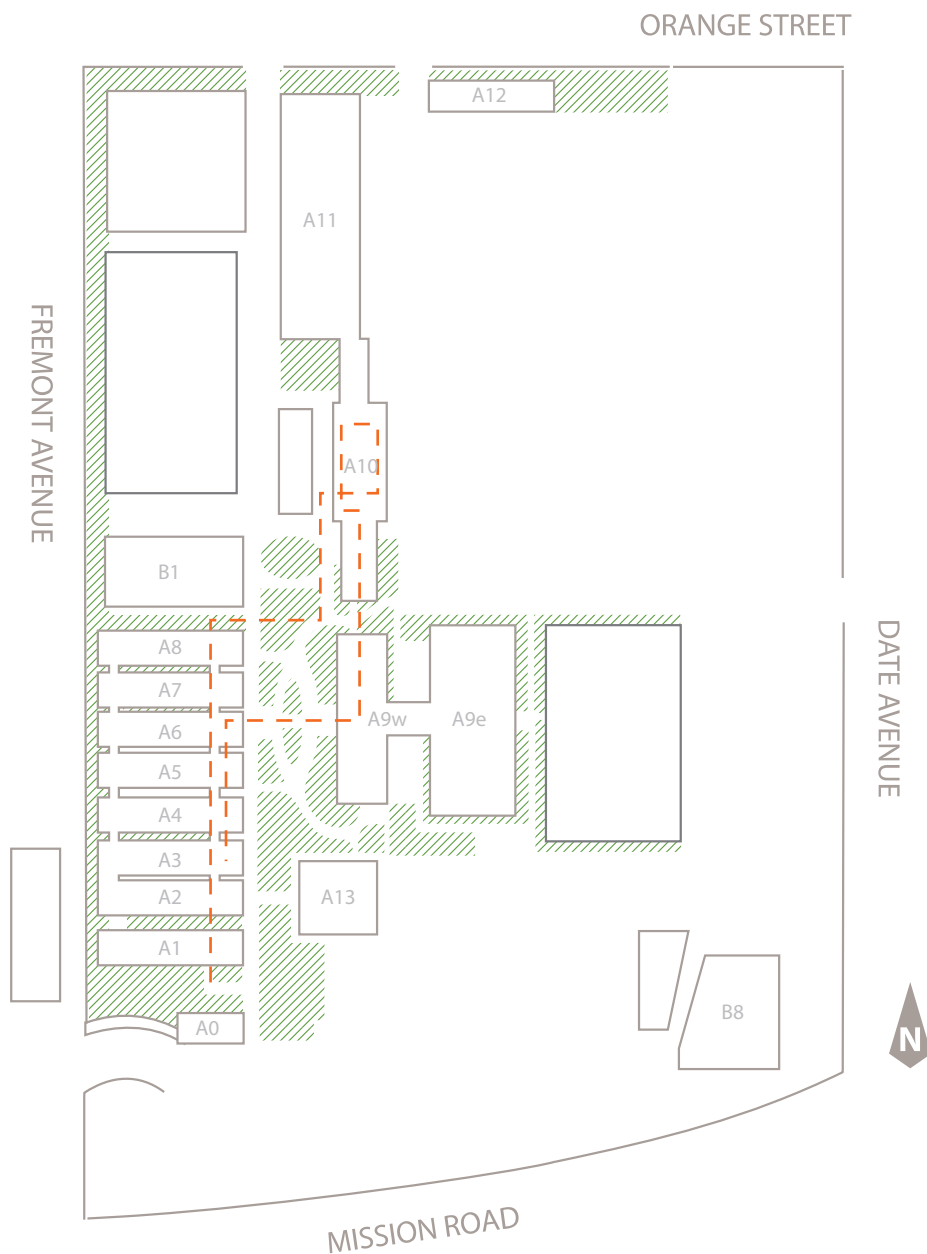 ORANGE STREET
A12
A11
FREMONT AVENUE
A10
B1
A8
A7
A6
A5
A4
A3
A2
A1
A0
A9w
A9e
A13
DATE AVENUE
B8
N
MISSION ROAD